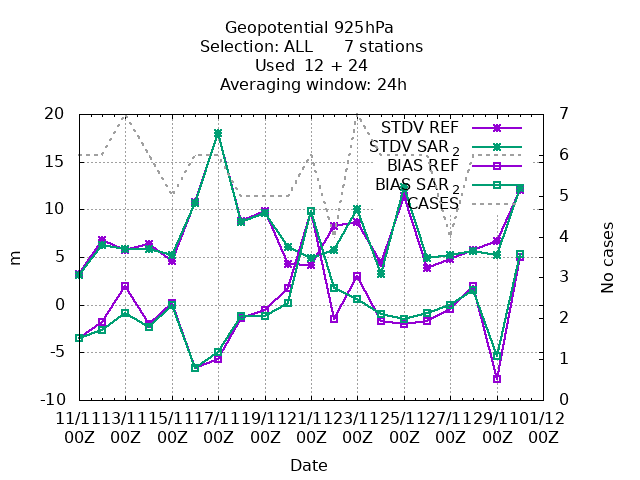 Geopotential 925hPa
Selection: ALL 7 stations
Used 12 + 24
Averaging window: 24h
20 7
STDV REF
STDV SAR 2
15 6
BIAS REF
BIAS SAR 2
CASES
10 5
m 5 4 No cases
0 3
-5 2
1
-10 0
11/11 13/11 15/11 17/11 19/11 21/11 23/11 25/11 27/11 29/11 01/12
00Z 00Z 00Z 00Z 00Z 00Z 00Z 00Z 00Z 00Z 00Z
Date